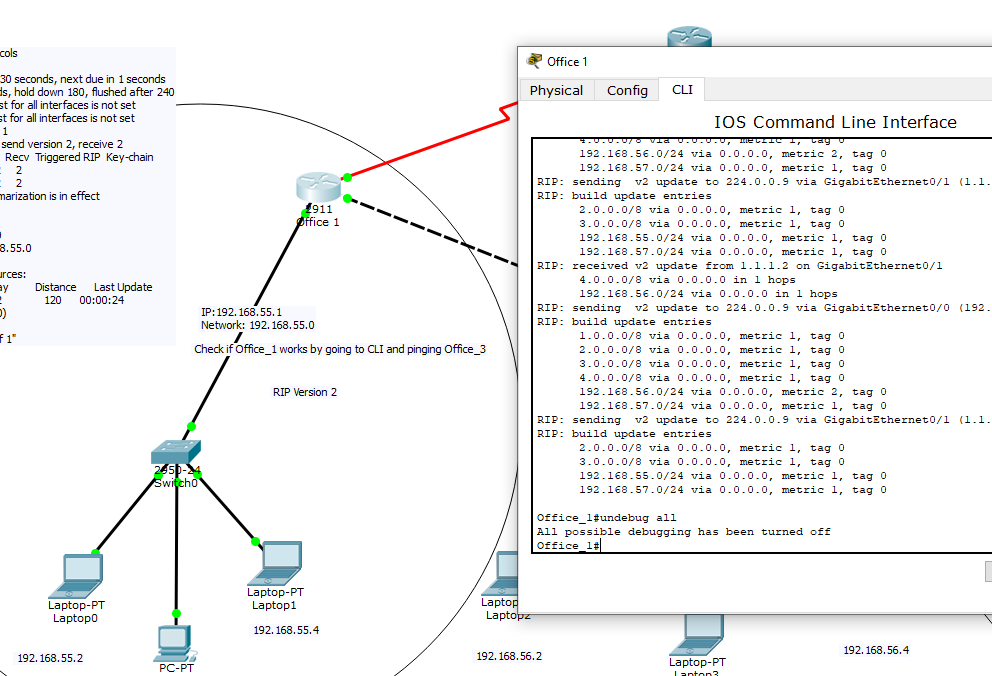 cols
30 seconds, next due in 1 seconds
ds, hold down 180, flushed after 240
st for all interfaces is not set
st for all interfaces is not set
1
send version 2, receive 2
Recv Triggered RIP Key-chain
2
2
marization is in effect
8.55.0
urces:
ay Distance Last Update
2 120 00:00:24
0)
f 1"
2911
Office 1
IP:192.168.55.1
Network: 192.168.55.0
Check if Office_1 works by going to CLI and pinging Office_3
RIP Version 2
2950-24
Switch0
Laptop-PT
Laptop0
192.168.55.2
PC-PT
Laptop-PT
Laptop1
192.168.55.4
Laptop2
192.168.56.2
Laptop-PT
Laptop3
192.168.56.4
Office 1
Physical Config CLI
IOS Command Line Interface
4.0.0.0/8 via 0.0.0.0, metric 1, tag 0
192.168.56.0/24 via 0.0.0.0, metric 2, tag 0
192.168.57.0/24 via 0.0.0.0, metric 1, tag 0
RIP: sending v2 update to 224.0.0.9 via GigabitEthernet0/1 (1.1.
RIP: build update entries
2.0.0.0/8 via 0.0.0.0, metric 1, tag 0
3.0.0.0/8 via 0.0.0.0, metric 1, tag 0
192.168.55.0/24 via 0.0.0.0, metric 1, tag 0
192.168.57.0/24 via 0.0.0.0, metric 1, tag 0
RIP: received v2 update from 1.1.1.2 on GigabitEthernet0/1
4.0.0.0/8 via 0.0.0.0 in 1 hops
192.168.56.0/24 via 0.0.0.0 in 1 hops
RIP: sending v2 update to 224.0.0.9 via GigabitEthernet0/0 (192.
RIP: build update entries
1.0.0.0/8 via 0.0.0.0, metric 1, tag 0
2.0.0.0/8 via 0.0.0.0, metric 1, tag 0
3.0.0.0/8 via 0.0.0.0, metric 1, tag 0
4.0.0.0/8 via 0.0.0.0, metric 1, tag 0
192.168.56.0/24 via 0.0.0.0, metric 2, tag 0
192.168.57.0/24 via 0.0.0.0, metric 1, tag 0
RIP: sending v2 update to 224.0.0.9 via GigabitEthernet0/1 (1.1.
RIP: build update entries
2.0.0.0/8 via 0.0.0.0, metric 1, tag 0
3.0.0.0/8 via 0.0.0.0, metric 1, tag 0
192.168.55.0/24 via 0.0.0.0, metric 1, tag 0
192.168.57.0/24 via 0.0.0.0, metric 1, tag 0
Office_1#undebug all
All possible debugging has been turned off
Office_1#